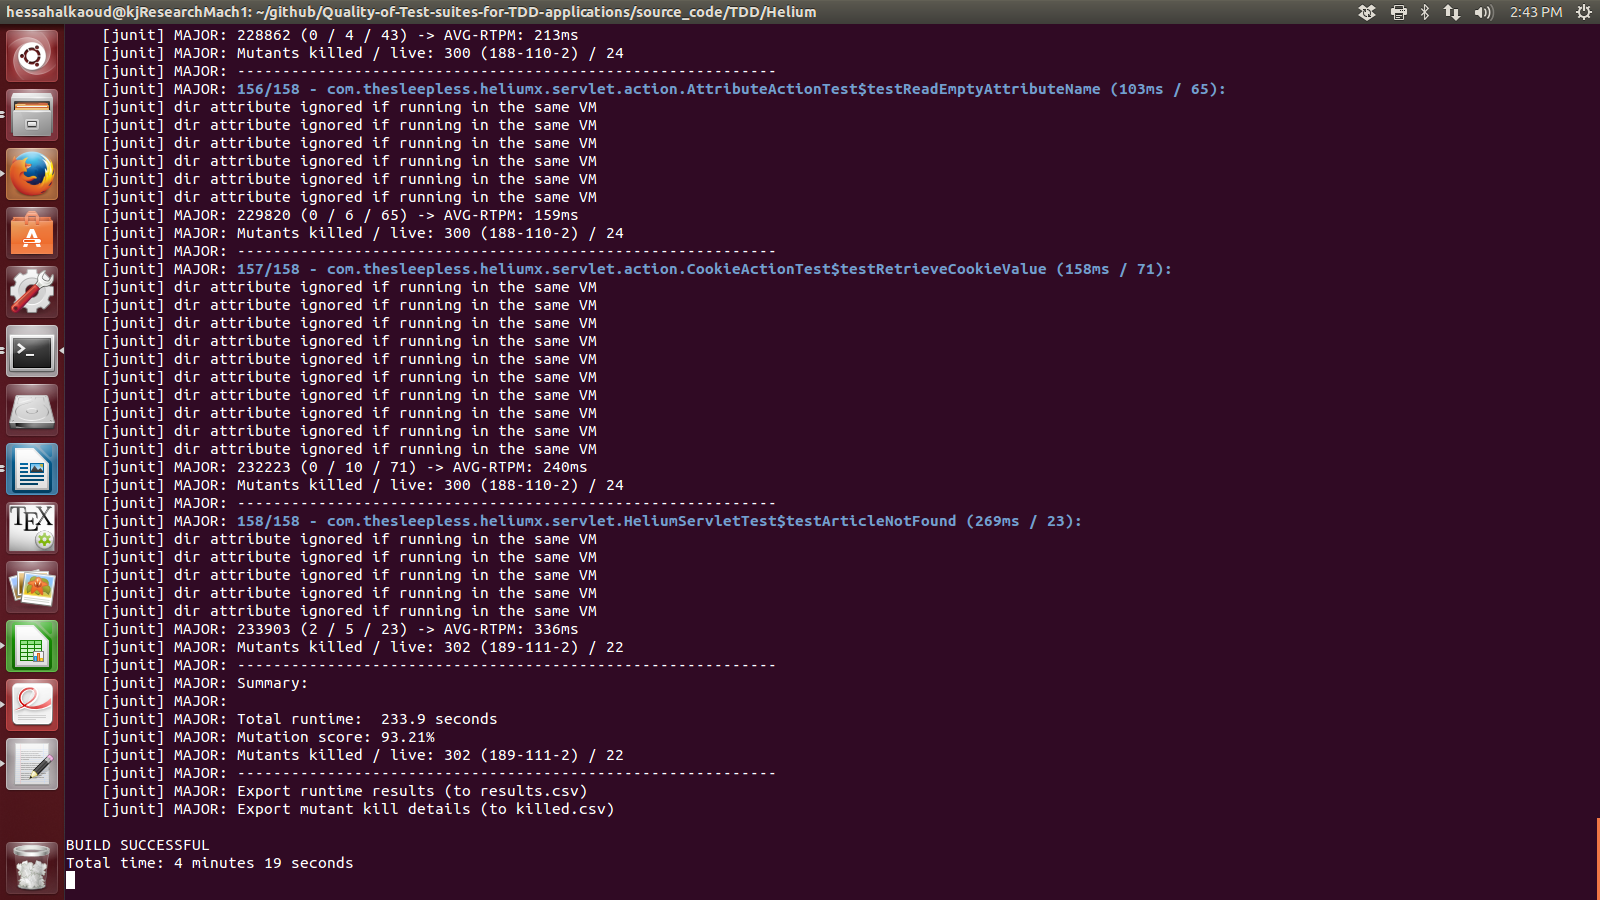 hessahalkaoud@kjResearchMach1: ~/github/Quality-of-Test-suites-for-TDD-applications/source_code/TDD/Helium 2:43 PM
[junit] MAJOR: 228862 (0 / 4 / 43) -> AVG-RTPM: 213ms
[junit] MAJOR: Mutants killed / live: 300 (188-110-2) / 24
[junit] MAJOR: ------------------------------------------------------------
[junit] MAJOR: 156/158 - com.thesleepless.heliumx.servlet.action.AttributeActionTest$testReadEmptyAttributeName (103ms / 65):
[junit] dir attribute ignored if running in the same VM
[junit] dir attribute ignored if running in the same VM
[junit] dir attribute ignored if running in the same VM
[junit] dir attribute ignored if running in the same VM
[junit] dir attribute ignored if running in the same VM
[junit] dir attribute ignored if running in the same VM
[junit] MAJOR: 229820 (0 / 6 / 65) -> AVG-RTPM: 159ms
[junit] MAJOR: Mutants killed / live: 300 (188-110-2) / 24
[junit] MAJOR: ------------------------------------------------------------
[junit] MAJOR: 157/158 - com.thesleepless.heliumx.servlet.action.CookieActionTest$testRetrieveCookieValue (158ms / 71):
[junit] dir attribute ignored if running in the same VM
[junit] dir attribute ignored if running in the same VM
[junit] dir attribute ignored if running in the same VM
[junit] dir attribute ignored if running in the same VM
[junit] dir attribute ignored if running in the same VM
[junit] dir attribute ignored if running in the same VM
[junit] dir attribute ignored if running in the same VM
[junit] dir attribute ignored if running in the same VM
[junit] dir attribute ignored if running in the same VM
[junit] dir attribute ignored if running in the same VM
[junit] MAJOR: 232223 (0 / 10 / 71) -> AVG-RTPM: 240ms
[junit] MAJOR: Mutants killed / live: 300 (188-110-2) / 24
[junit] MAJOR: ------------------------------------------------------------
[junit] MAJOR: 158/158 - com.thesleepless.heliumx.servlet.HeliumServletTest$testArticleNotFound (269ms / 23):
[junit] dir attribute ignored if running in the same VM
[junit] dir attribute ignored if running in the same VM
[junit] dir attribute ignored if running in the same VM
[junit] dir attribute ignored if running in the same VM
[junit] dir attribute ignored if running in the same VM
[junit] MAJOR: 233903 (2 / 5 / 23) -> AVG-RTPM: 336ms
[junit] MAJOR: Mutants killed / live: 302 (189-111-2) / 22
[junit] MAJOR: ------------------------------------------------------------
[junit] MAJOR: Summary:
[junit] MAJOR:
[junit] MAJOR: Total runtime:  233.9 seconds
[junit] MAJOR: Mutation score: 93.21%
[junit] MAJOR: Mutants killed / live: 302 (189-111-2) / 22
[junit] MAJOR: ------------------------------------------------------------
[junit] MAJOR: Export runtime results (to results.csv)
[junit] MAJOR: Export mutant kill details (to killed.csv)
BUILD SUCCESSFUL
Total time: 4 minutes 19 seconds
TEX